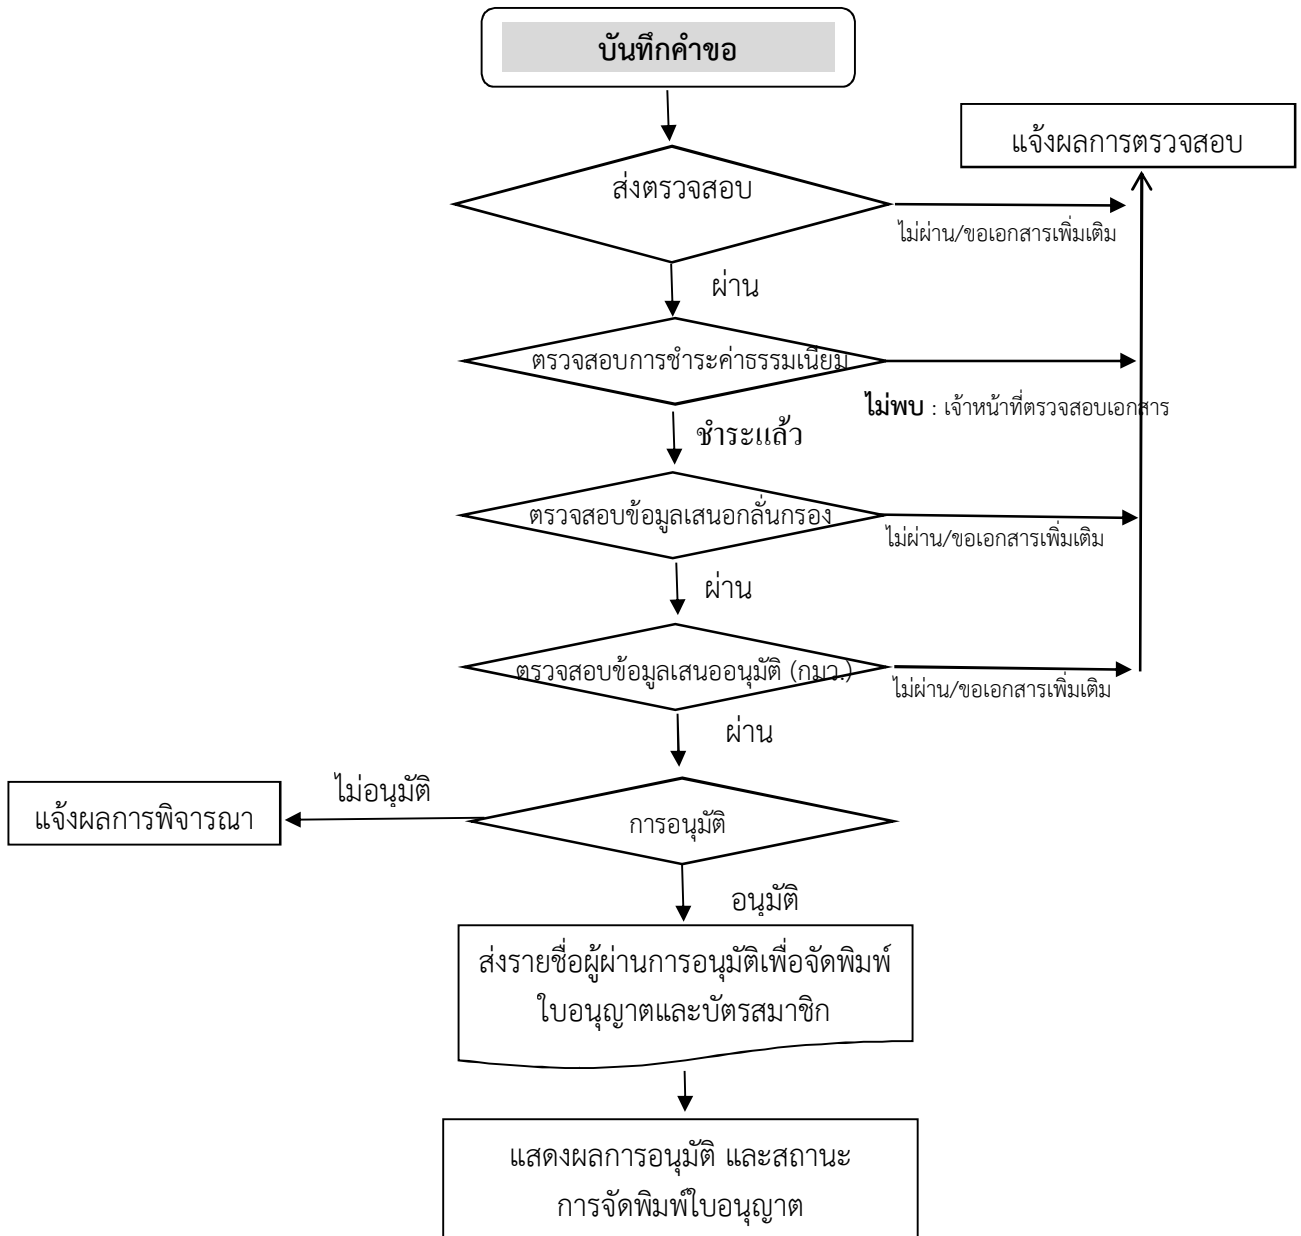 บันทึกคำขอ
แจ้งผลการตรวจสอบ
ส่งตรวจสอบ
ไม่ผ่าน/ขอเอกสารเพิ่มเติม
ผ่าน
ตรวจสอบการชำระค่าธรรมเนียม
ไม่พบ : เจ้าหน้าที่ตรวจสอบเอกสาร
ชำระแล้ว
ตรวจสอบข้อมูลเสนอกลั่นกรอง
ไม่ผ่าน/ขอเอกสารเพิ่มเติม
ผ่าน
ตรวจสอบข้อมูลเสนออนุมัติ (กมว.)
ไม่ผ่าน/ขอเอกสารเพิ่มเติม
ผ่าน
ไม่อนุมัติ
แจ้งผลการพิจารณา
การอนุมัติ
อนุมัติ
ส่งรายชื่อผู้ผ่านการอนุมัติเพื่อจัดพิมพ์
ใบอนุญาตและบัตรสมาชิก
แสดงผลการอนุมัติ และสถานะ
การจัดพิมพ์ใบอนุญาต